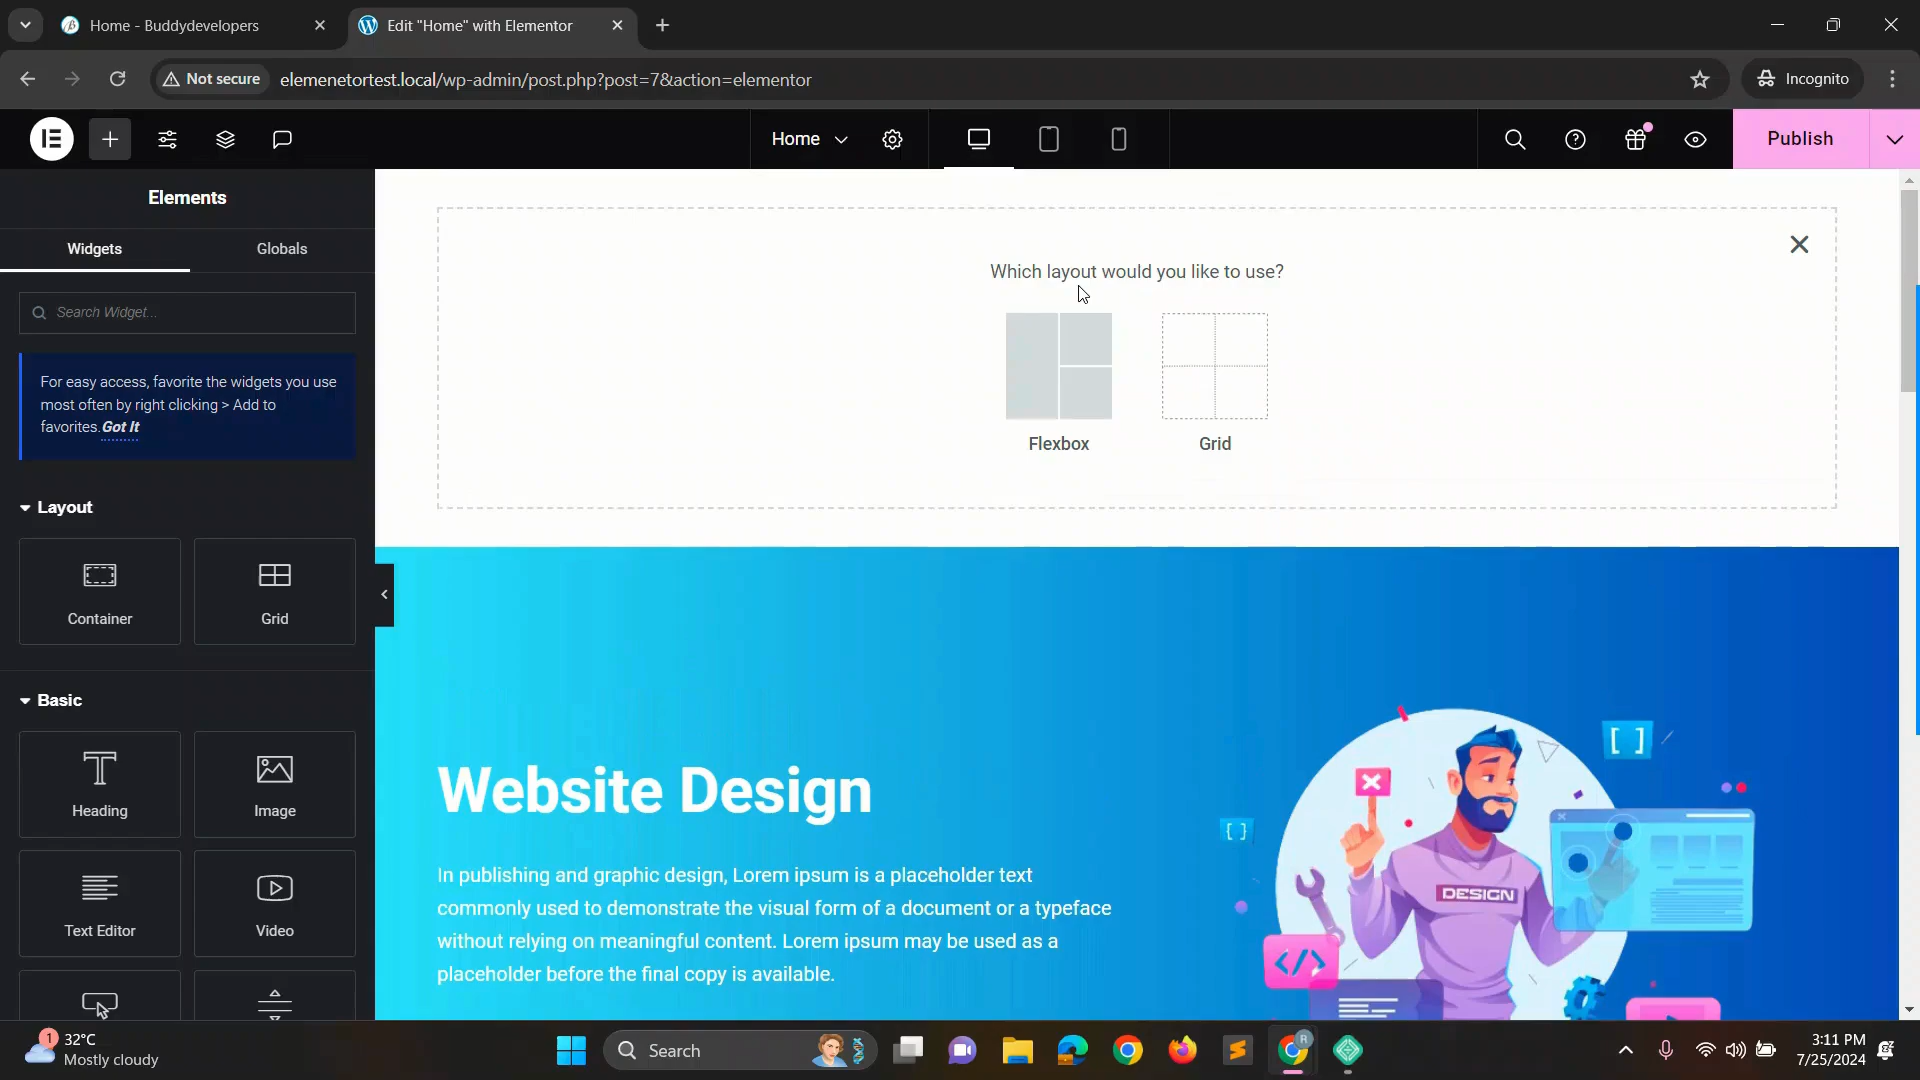 Home - Buddydevelopers
Edit "Home" with Elementor
Not secure
elemenetortest.local/wp-admin/post.php?post=7&action=elementor
Incognito
Home
Publish
Elements
Widgets
Globals
Search Widget...
For easy access, favorite the widgets you use
most often by right clicking > Add to
favorites. Got It
Layout
Container
Grid
Basic
Heading
Image
Text Editor
Video
Which layout would you like to use?
Flexbox
Grid
Website Design
In publishing and graphic design, Lorem ipsum is a placeholder text
commonly used to demonstrate the visual form of a document or a typeface
without relying on meaningful content. Lorem ipsum may be used as a
placeholder before the final copy is available.
[ ]
{ }
DESIGN
</>
1
32°C
Mostly cloudy
Search
R
3:11 PM
7/25/2024